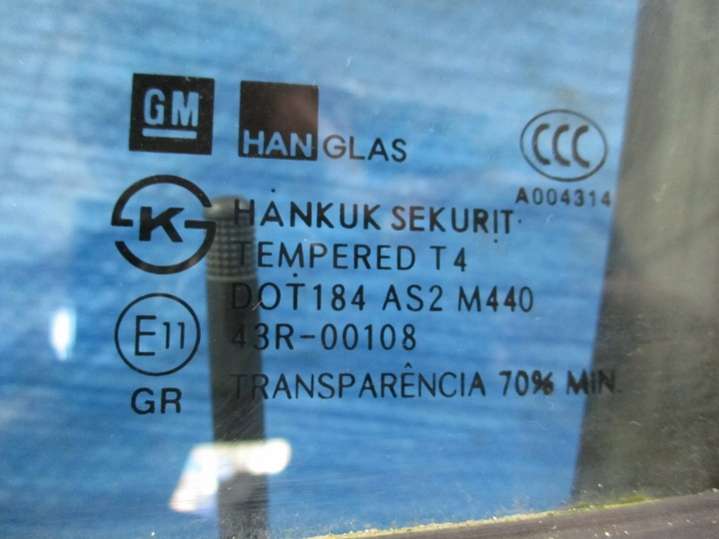 GM HANGLAS CCC
A004314
K HANKUK SEKURIT
TEMPERED T4
DOT184 AS2 M440
E11 43R-00108
GR TRANSPARÊNCIA 70% MIN.